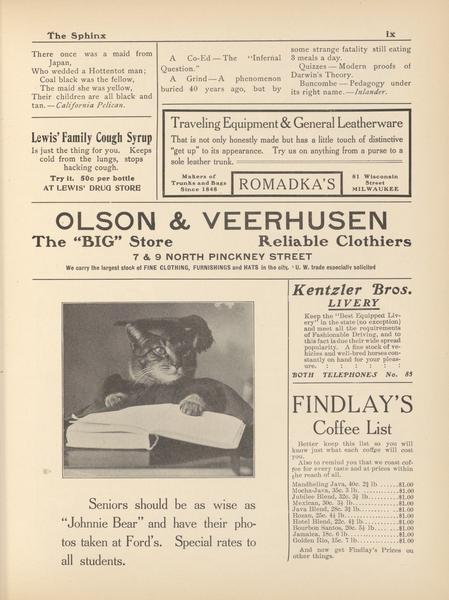 The Sphinx
ix
There once was a maid from
Japan,
Who wedded a Hottentot man;
Coal black was the fellow,
The maid she was yellow,
Their children are all black and
tan.—California Pelican.
A Co-Ed—The "Infernal
Question."
A Grind—A phenomenon
buried 40 years ago, but by
some strange fatality still eating
3 meals a day.
Quizzes—Modern proofs of
Darwin's Theory.
Buncombe—Pedagogy under
its right name.—Inlander.
Lewis' Family Cough Syrup
Is just the thing for you. Keeps
cold from the lungs, stops
hacking cough.
Try it. 50c per bottle
AT LEWIS' DRUG STORE
Traveling Equipment & General Leatherware
That is not only honestly made but has a little touch of distinctive
"get up" to its appearance. Try us on anything from a purse to a
sole leather trunk.
Makers of
Trunks and Bags
Since 1846
ROMADKA'S
81 Wisconsin
Street
MILWAUKEE
OLSON & VEERHUSEN
The "BIG" Store Reliable Clothiers
7 & 9 NORTH PINCKNEY STREET
We carry the largest stock of FINE CLOTHING, FURNISHINGS and HATS in the city. U. W. trade especially solicited
Seniors should be as wise as
"Johnnie Bear" and have their pho-
tos taken at Ford's. Special rates to
all students.
Kentzler Bros.
LIVERY
Keep the "Best Equipped Liv-
ery" in the state (no exception)
and meet all the requirements
of Fashionable Driving, and to
this fact is due their wide spread
popularity. A fine stock of ve-
hicles and well-bred horses con-
stantly on hand for your pleas-
ure. : : : : : :
BOTH TELEPHONES No. 85
FINDLAY'S
Coffee List
Better keep this list so you will
know just what each coffee will cost
you.
Also to remind you that we roast cof-
fee for every taste and at prices within
the reach of all.
Mandheling Java, 40c. 2¾ lb. ......$1.00
Mocha-Java, 35c. 3 lb. ......$1.00
Jubilee Blend, 32c. 3¼ lb. ......$1.00
Mexican, 30c. 3½ lb. ......$1.00
Java Blend, 28c. 3¾ lb. ......$1.00
Bozan, 25c. 4¼ lb. ......$1.00
Hotel Blend, 22c. 4¾ lb. ......$1.00
Bourbon Santos, 20c. 5½ lb. ......$1.00
Jamaica, 18c. 6 lb. ......$1.00
Golden Rio, 15c. 7 lb. ......$1.00
And now get Findlay's Prices on
other things.